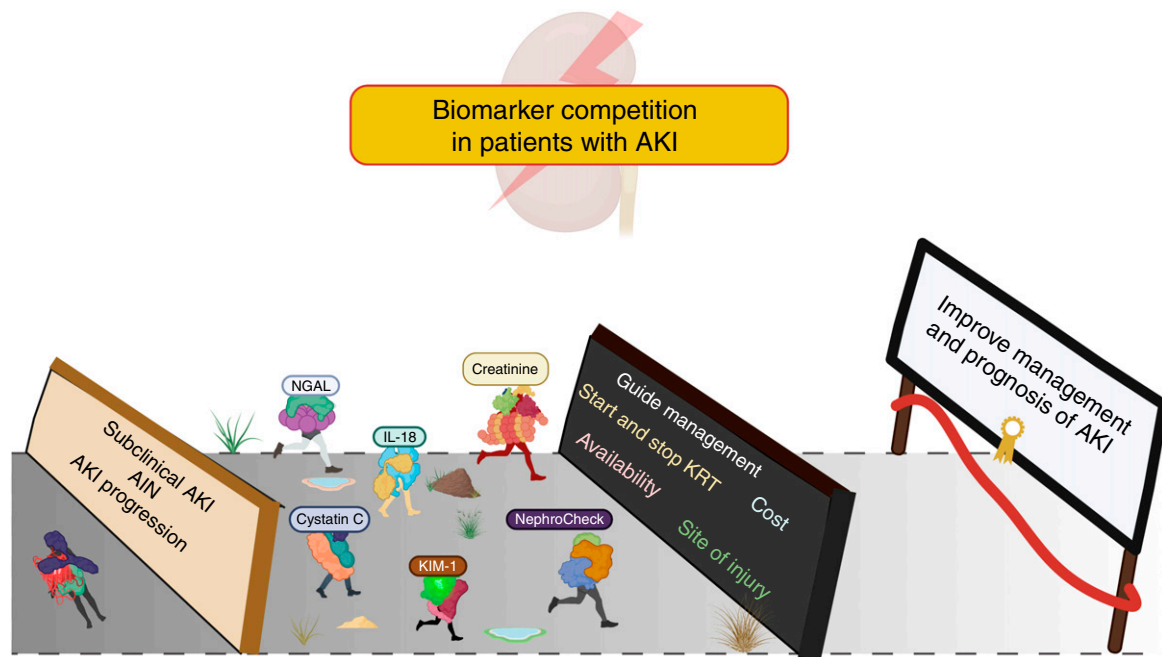 Biomarker competition
in patients with AKI
Subclinical AKI
AIN
AKI progression
NGAL
IL-18
Creatinine
Cystatin C
KIM-1
NephroCheck
Guide management
Start and stop KRT
Availability
Cost
Site of injury
Improve management
and prognosis of AKI